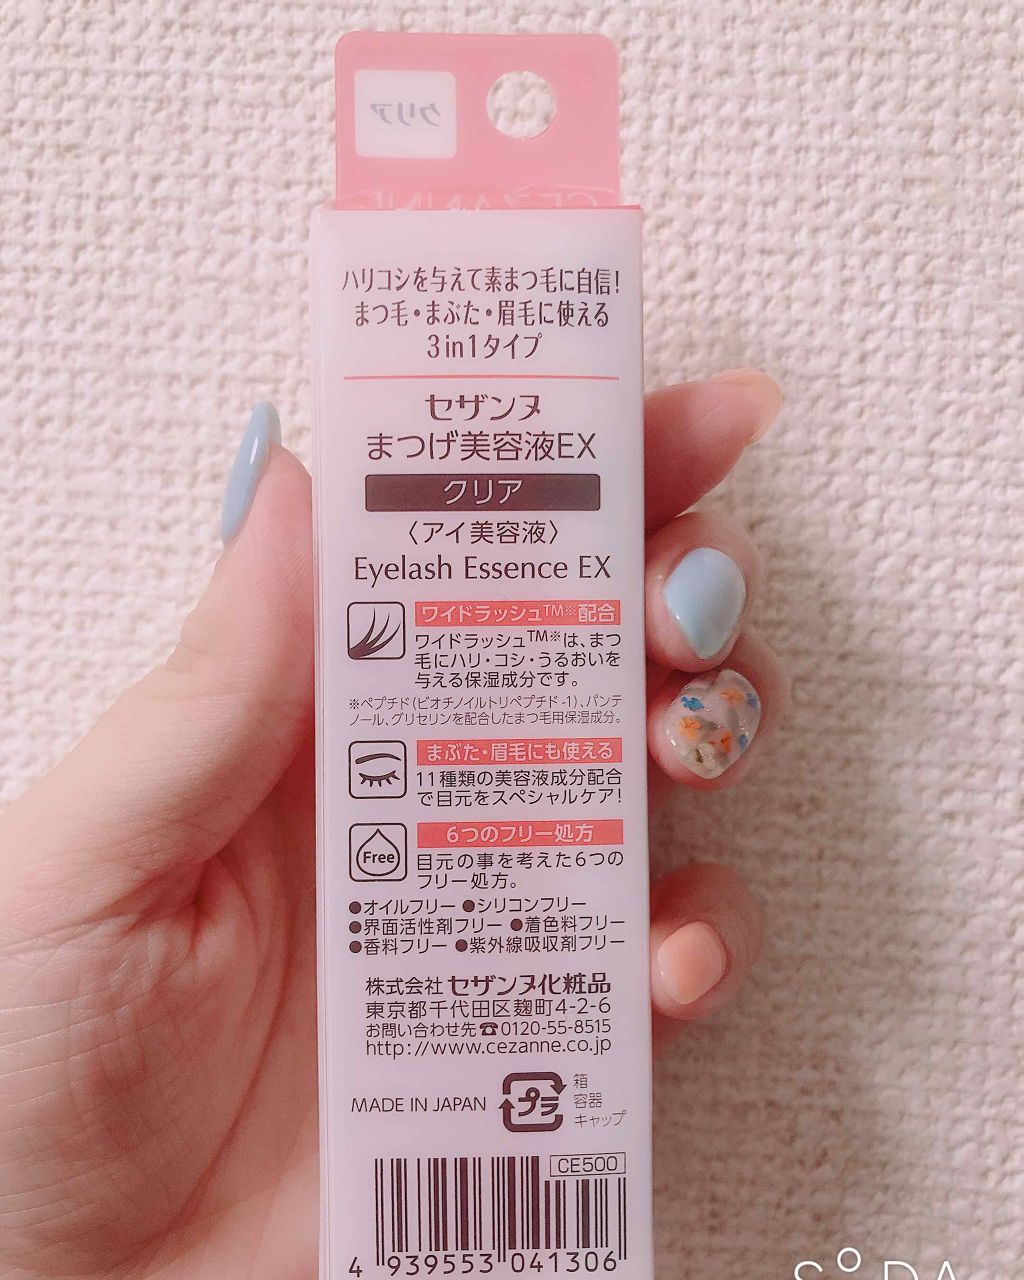 クリア
CEZANNE
ハリコシを与えて素まつ毛に自信!
まつ毛・まぶた・眉毛に使える
3in1タイプ
セザンヌ
まつげ美容液EX
クリア
〈アイ美容液〉
Eyelash Essence EX
ワイドラッシュTM※配合
ワイドラッシュTM※は、まつ
毛にハリ・コシ・うるおいを
与える保湿成分です。
※ペプチド(ビオチノイルトリペプチド-1)、パンテ
ノール、グリセリンを配合したまつ毛用保湿成分。
まぶた・眉毛にも使える
11種類の美容液成分配合
で目元をスペシャルケア!
6つのフリー処方
Free
目元の事を考えた6つの
フリー処方。
●オイルフリー ●シリコンフリー
●界面活性剤フリー ●着色料フリー
●香料フリー ●紫外線吸収剤フリー
株式会社 セザンヌ化粧品
東京都千代田区麹町4-2-6
お問い合わせ先☎0120-55-8515
http://www.cezanne.co.jp
MADE IN JAPAN
プラ
箱
容器
キャップ
CE500
4 939553 041306
SODA